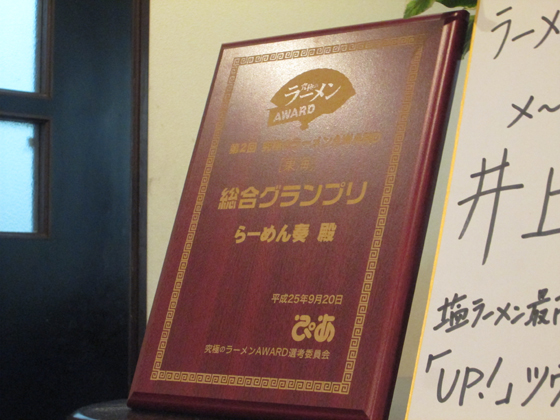 究極の
ラーメン
AWARD
総合グランプリ
らーめん奏 殿
平成25年9月20日
ぴあ
究極のラーメンAWARD選考委員会
ラーメ
メ〜
井上
塩ラーメン最
「UP!」ツ